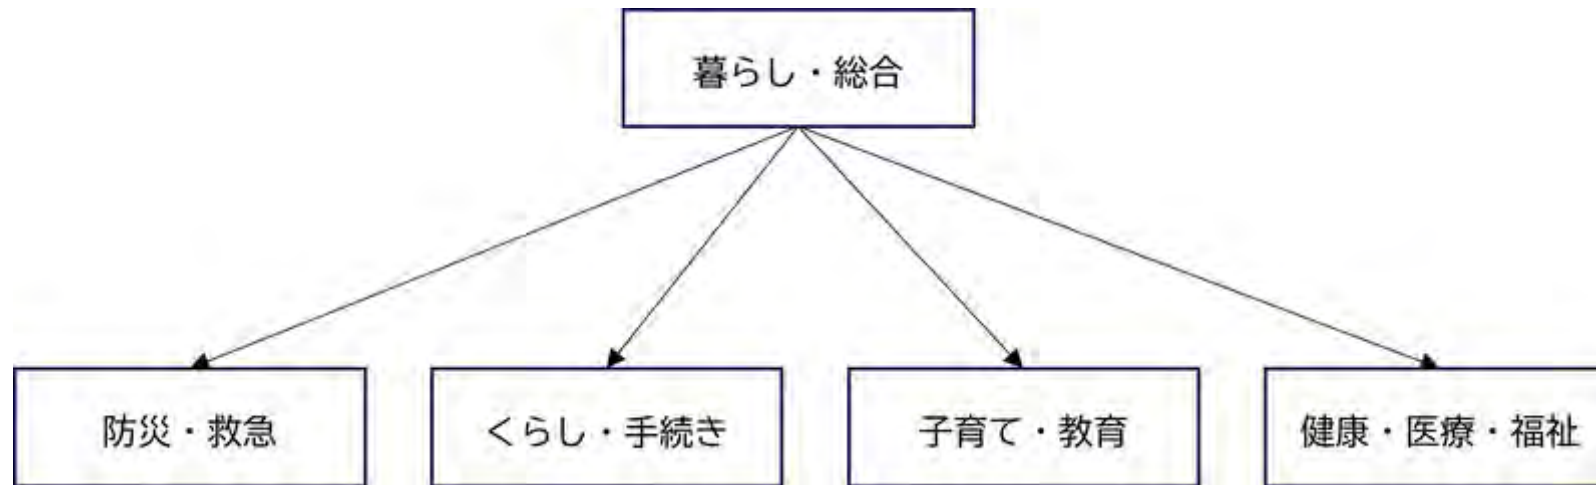 暮らし・総合
防災・救急
くらし・手続き
子育て・教育
健康・医療・福祉